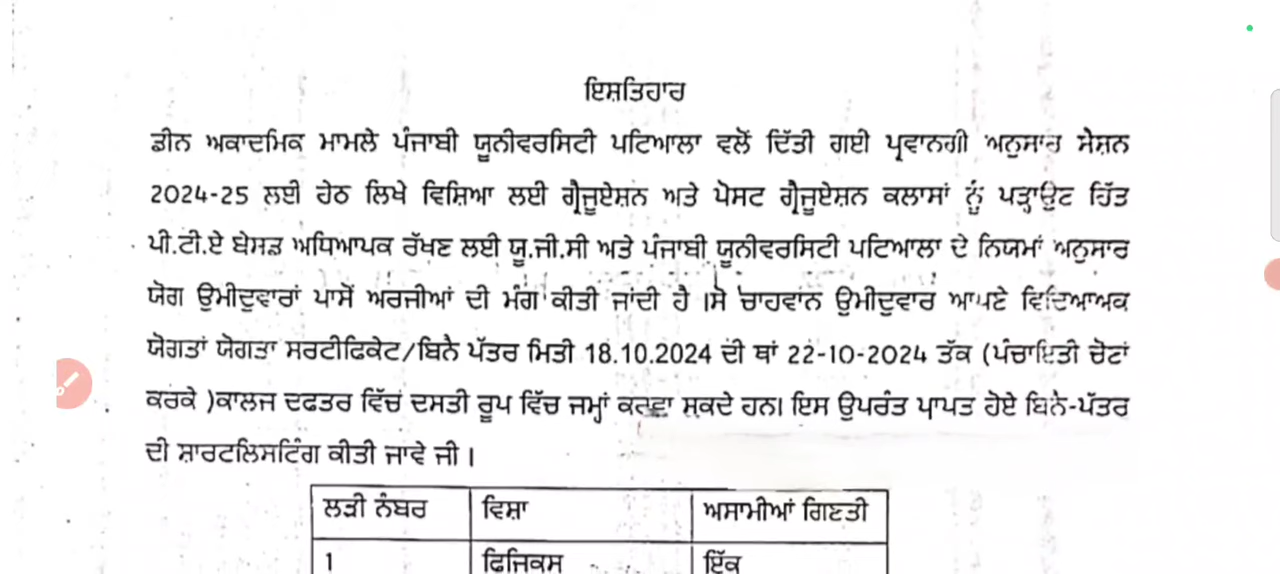 ਇਸ਼ਤਿਹਾਰ
ਡੀਨ ਅਕਾਦਮਿਕ ਮਾਮਲੇ ਪੰਜਾਬੀ ਯੂਨੀਵਰਸਿਟੀ ਪਟਿਆਲਾ ਵਲੋਂ ਦਿੱਤੀ ਗਈ ਪ੍ਰਵਾਨਗੀ ਅਨੁਸਾਰ ਸੈਸ਼ਨ
2024-25 ਲਈ ਹੇਠ ਲਿਖੇ ਵਿਸ਼ਿਆ ਲਈ ਗ੍ਰੈਜੂਏਸ਼ਨ ਅਤੇ ਪੋਸਟ ਗ੍ਰੈਜੂਏਸ਼ਨ ਕਲਾਸਾਂ ਨੂੰ ਪੜ੍ਹਾਉਣ ਹਿੱਤ
ਪੀ.ਟੀ.ਏ ਬੇਸਡ ਅਧਿਆਪਕ ਰੱਖਣ ਲਈ ਯੂ.ਜੀ.ਸੀ ਅਤੇ ਪੰਜਾਬੀ ਯੂਨੀਵਰਸਿਟੀ ਪਟਿਆਲਾ ਦੇ ਨਿਯਮਾਂ ਅਨੁਸਾਰ
ਯੋਗ ਉਮੀਦੁਵਾਰਾਂ ਪਾਸੋਂ ਅਰਜੀਆਂ ਦੀ ਮੰਗ ਕੀਤੀ ਜਾਂਦੀ ਹੈ ।ਸੋ ਚਾਹਵਾਨ ਉਮੀਦੁਵਾਰ ਆਪਣੇ ਵਿਦਿਆਅਕ
ਯੋਗਤਾਂ ਯੋਗਤਾ ਸਰਟੀਫਿਕੇਟ/ਬਿਨੈ ਪੱਤਰ ਮਿਤੀ 18.10.2024 ਦੀ ਥਾਂ 22-10-2024 ਤੱਕ (ਪੰਚਾਇਤੀ ਚੋਣਾਂ
ਕਰਕੇ )ਕਾਲਜ ਦਫਤਰ ਵਿੱਚ ਦਸਤੀ ਰੂਪ ਵਿੱਚ ਜਮ੍ਹਾਂ ਕਰਵਾ ਸਕਦੇ ਹਨ। ਇਸ ਉਪਰੰਤ ਪ੍ਰਾਪਤ ਹੋਏ ਬਿਨੇ-ਪੱਤਰ
ਦੀ ਸ਼ਾਰਟਲਿਸਟਿੰਗ ਕੀਤੀ ਜਾਵੇ ਜੀ ।
ਲੜੀ ਨੰਬਰ ਵਿਸ਼ਾ ਅਸਾਮੀਆਂ ਗਿਣਤੀ
1 ਫਿਜਿਕਸ ਇੱਕ